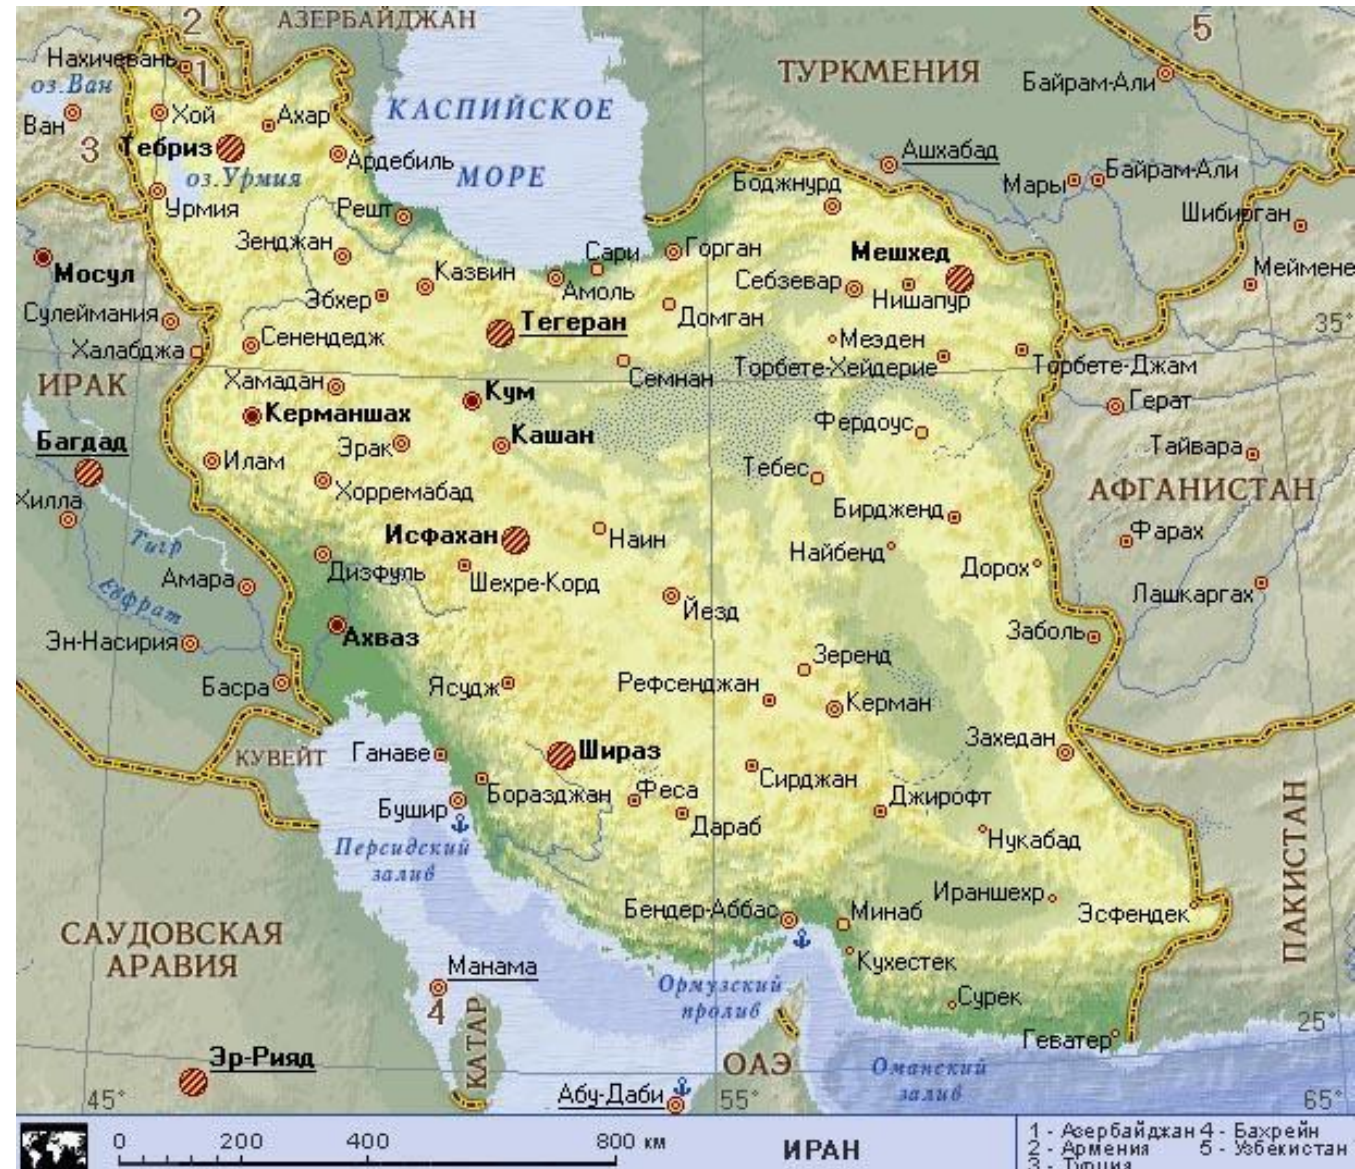 2
АЗЕРБАЙДЖАН
5
Нахичевань
1
ТУРКМЕНИЯ
Байрам-Али
оз.Ван
Хой
Ахар
КАСПИЙСКОЕ
Ван
3
Тебриз
Ардебиль
МОРЕ
Ашхабад
оз.Урмия
Боджнурд
Мары
Байрам-Али
Урмия
Решт
Шибирган
Зенджан
Сари
Горган
Мешхед
Мосул
Казвин
Амоль
Себзевар
Нишапур
Меймене
Эбхер
Домган
Сулеймания
Тегеран
35°
Сенендедж
Мезден
Халабджа
Семнан
Торбете-Хейдерие
Торбете-Джам
ИРАК
Хамадан
Кум
Керманшах
Герат
Фердоус
Багдад
Эрак
Кашан
Тайвара
Илам
Тебес
Хорремабад
АФГАНИСТАН
Хилла
Бирдженд
Исфахан
Наин
Фарах
Тигр
Найбенд
Дизфуль
Шехре-Корд
Дорох
Амара
Лашкаргах
Евфрат
Йезд
Ахваз
Заболь
Эн-Насирия
Зеренд
Басра
Ясудж
Рефсенджан
Керман
Захедан
КУВЕЙТ
Ганаве
Шираз
Сирджан
Боразджан
Феса
Джирофт
Бушир
Дараб
Нукабад
ПАКИСТАН
Персидский
залив
Ираншехр
Бендер-Аббас
Минаб
Эсфендек
САУДОВСКАЯ
АРАВИЯ
Манама
Кухестек
4
Ормузский
пролив
Сурек
КАТАР
25°
Геватер
Эр-Рияд
ОАЭ
Оманский
залив
Абу-Даби
45°
55°
65°
0 200 400 800 км
ИРАН
1 - Азербайджан 4 - Бахрейн
2 - Армения 5 - Узбекистан
3 - Турция